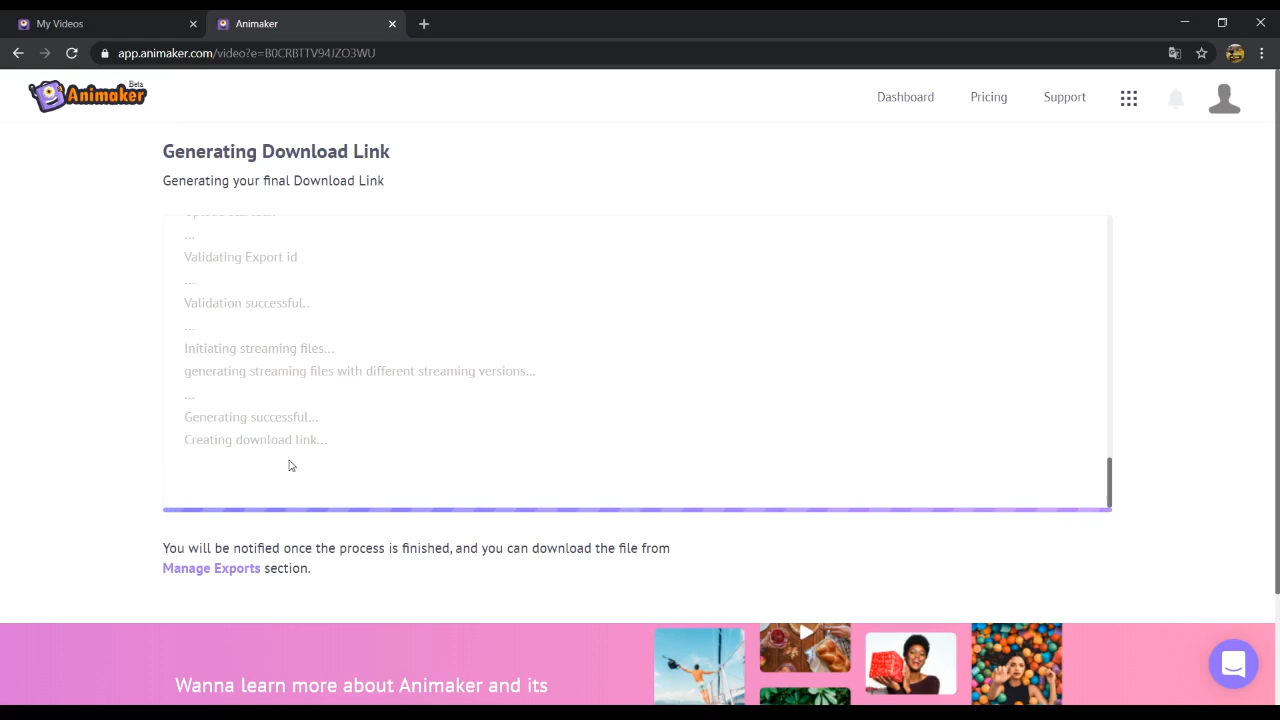 My Videos
Animaker
app.animaker.com/video?e=B0CRBTTV94JZO3WU
Beta
Animaker
Dashboard
Pricing
Support
Generating Download Link
Generating your final Download Link
...
Validating Export id
...
Validation successful..
...
Initiating streaming files...
generating streaming files with different streaming versions...
...
Generating successful...
Creating download link...
You will be notified once the process is finished, and you can download the file from
Manage Exports section.
Wanna learn more about Animaker and its